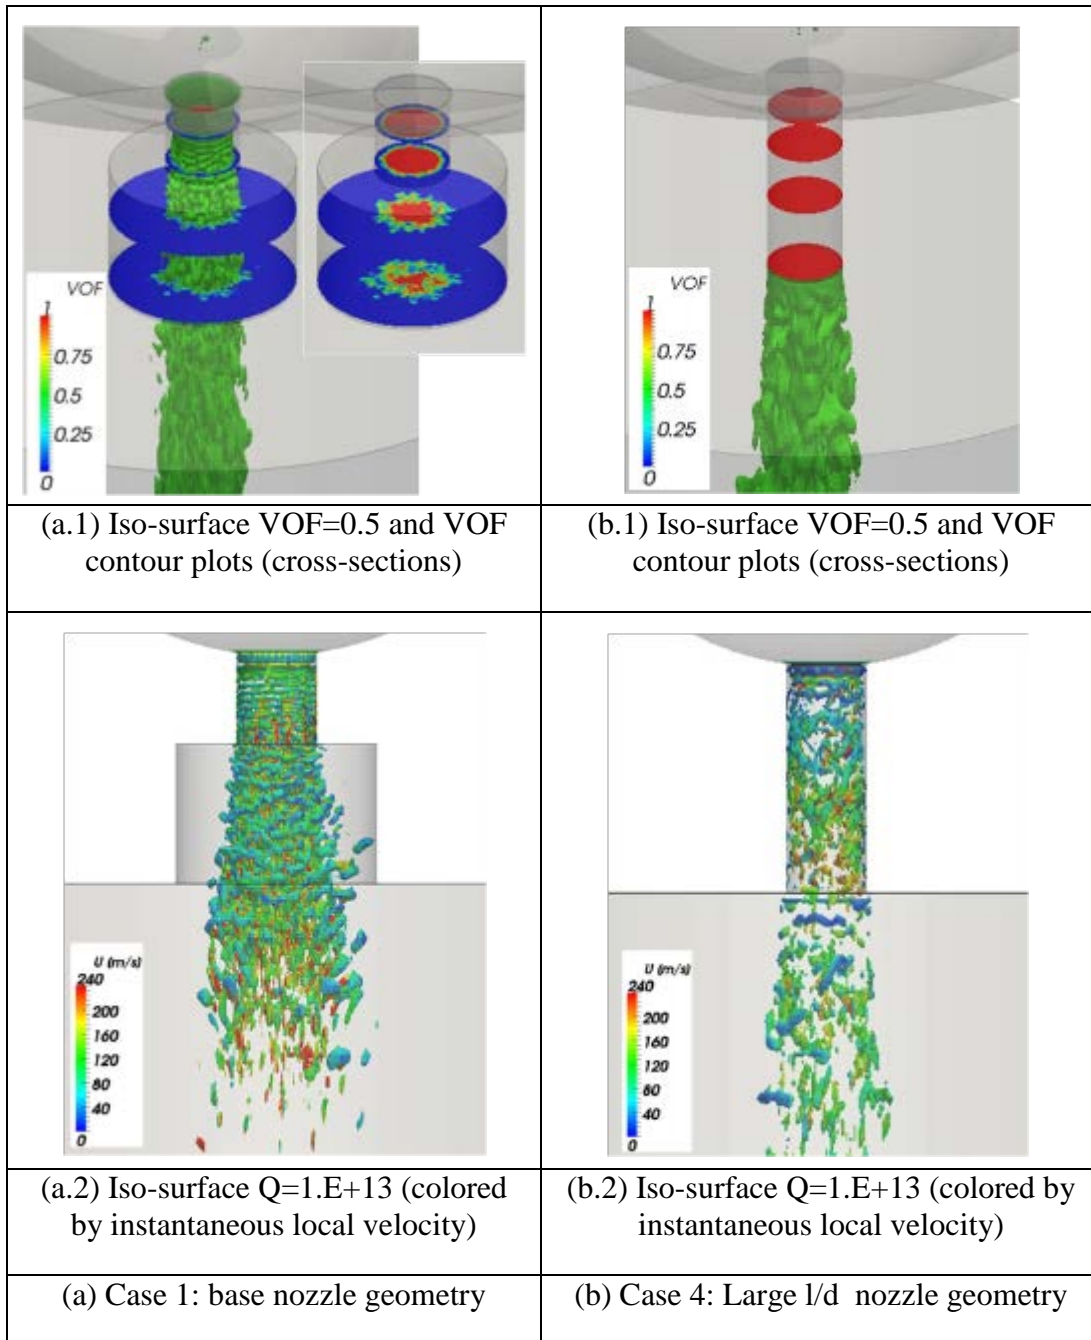 VOF
1
0.75
0.5
0.25
0
VOF
1
0.75
0.5
0.25
0
(a.1) Iso-surface VOF=0.5 and VOF
contour plots (cross-sections)
(b.1) Iso-surface VOF=0.5 and VOF
contour plots (cross-sections)
U (m/s)
240
200
160
120
80
40
0
U (m/s)
240
200
160
120
80
40
0
(a.2) Iso-surface Q=1.E+13 (colored
by instantaneous local velocity)
(b.2) Iso-surface Q=1.E+13 (colored by
instantaneous local velocity)
(a) Case 1: base nozzle geometry
(b) Case 4: Large l/d nozzle geometry